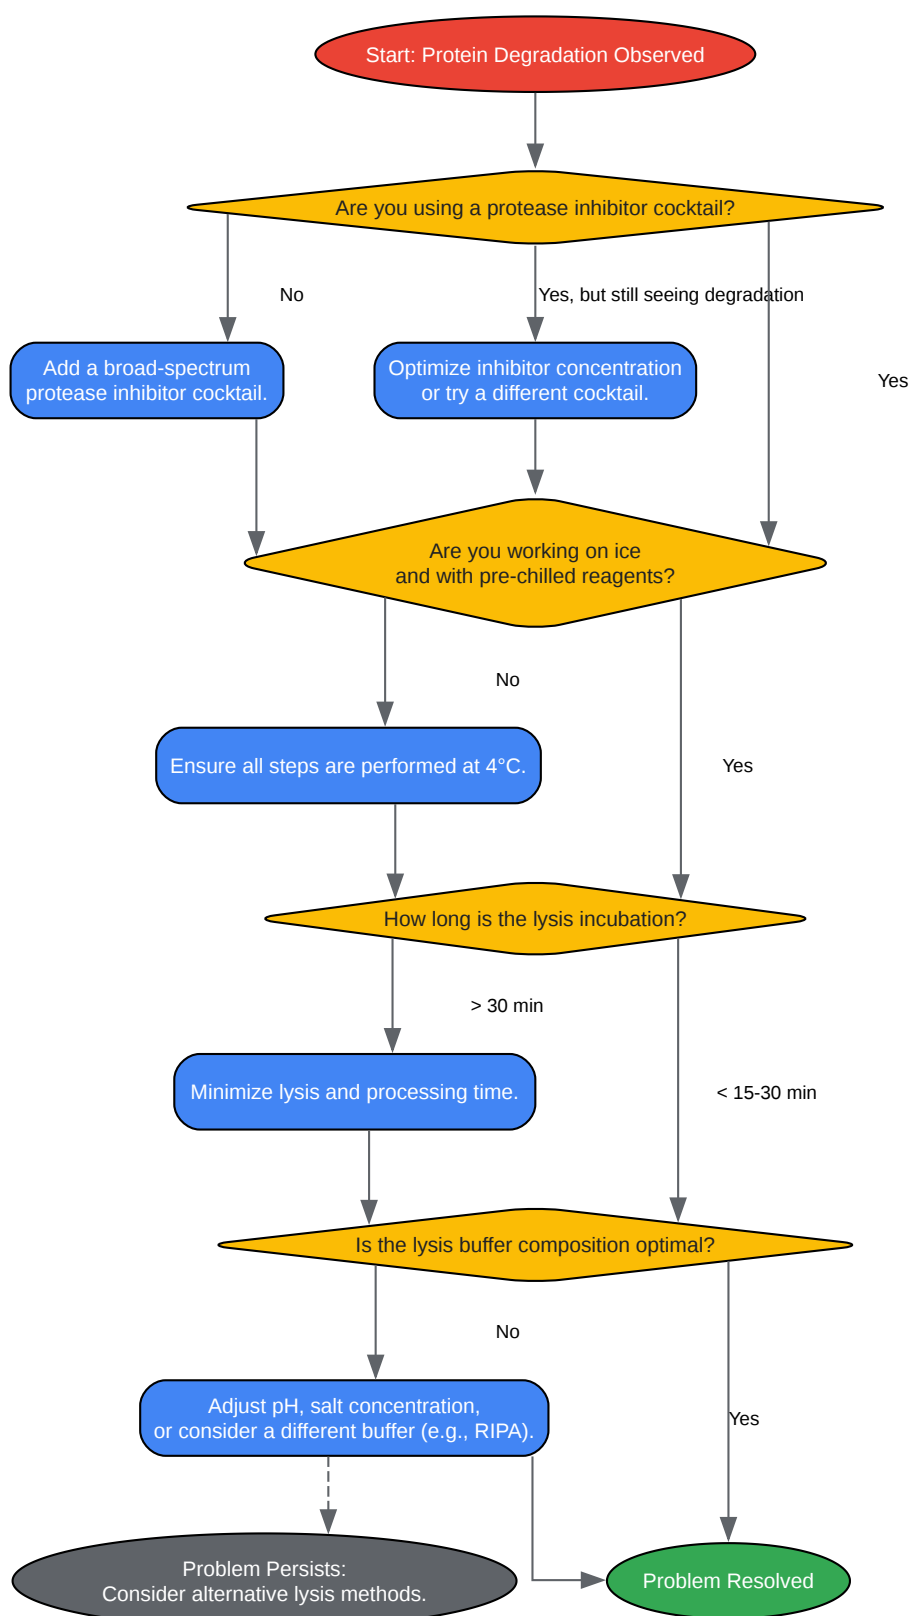 Start: Protein Degradation Observed
Are you using a protease inhibitor cocktail?
No
Yes, but still seeing degradation
Add a broad-spectrum
protease inhibitor cocktail.
Optimize inhibitor concentration
or try a different cocktail.
Yes
Are you working on ice
and with pre-chilled reagents?
No
Ensure all steps are performed at 4°C.
Yes
How long is the lysis incubation?
> 30 min
Minimize lysis and processing time.
< 15-30 min
Is the lysis buffer composition optimal?
No
Adjust pH, salt concentration,
or consider a different buffer (e.g., RIPA).
Yes
Problem Persists:
Consider alternative lysis methods.
Problem Resolved